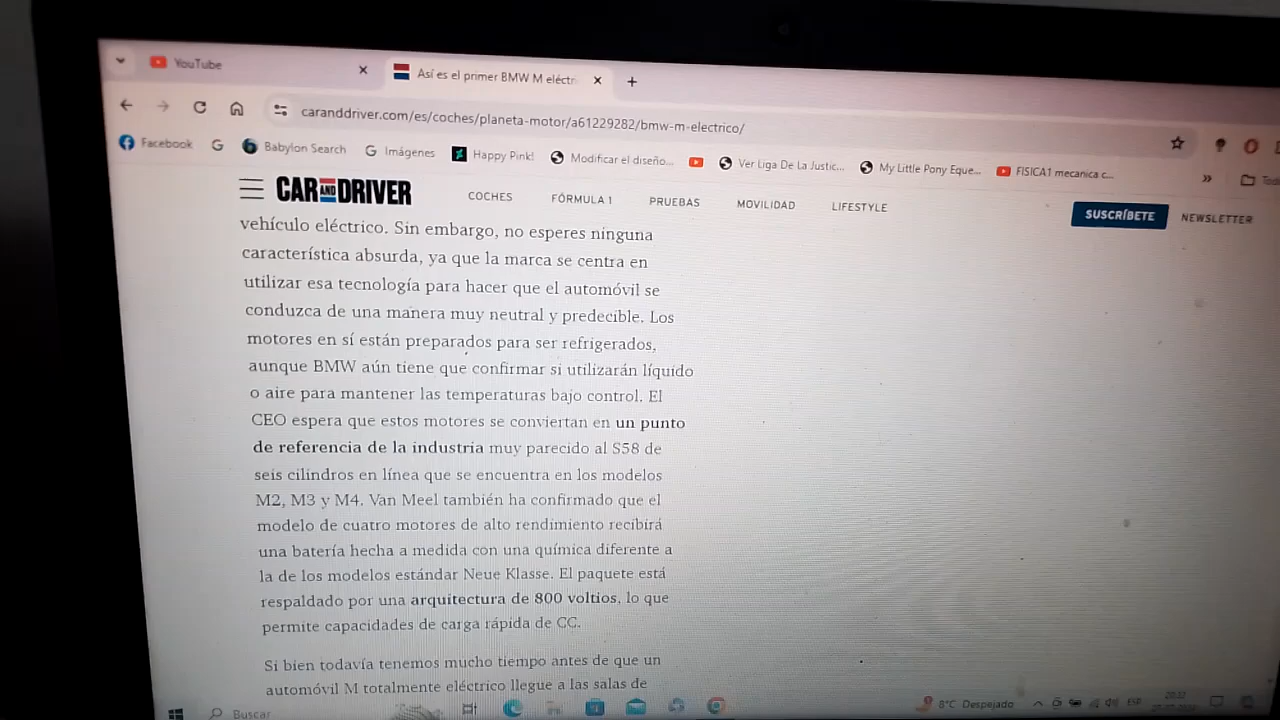 YouTube
Así es el primer BMW M eléctr
caranddriver.com/es/coches/planeta-motor/a61229282/bmw-m-electrico/
Facebook
Babylon Search
Imágenes
Happy Pink!
Modificar el diseño...
Ver Liga De La Justic...
My Little Pony Eque...
FISICA1 mecanica c...
CAR AND DRIVER
COCHES
FÓRMULA 1
PRUEBAS
MOVILIDAD
LIFESTYLE
SUSCRÍBETE
NEWSLETTER
vehículo eléctrico. Sin embargo, no esperes ninguna
característica absurda, ya que la marca se centra en
utilizar esa tecnología para hacer que el automóvil se
conduzca de una manera muy neutral y predecible. Los
motores en sí están preparados para ser refrigerados,
aunque BMW aún tiene que confirmar si utilizarán líquido
o aire para mantener las temperaturas bajo control. El
CEO espera que estos motores se conviertan en un punto
de referencia de la industria muy parecido al S58 de
seis cilindros en línea que se encuentra en los modelos
M2, M3 y M4. Van Meel también ha confirmado que el
modelo de cuatro motores de alto rendimiento recibirá
una batería hecha a medida con una química diferente a
la de los modelos estándar Neue Klasse. El paquete está
respaldado por una arquitectura de 800 voltios, lo que
permite capacidades de carga rápida de CC.
Si bien todavía tenemos mucho tiempo antes de que un
automóvil M totalmente eléctrico llegue a las salas de
Buscar
8°C Despejado
ESP